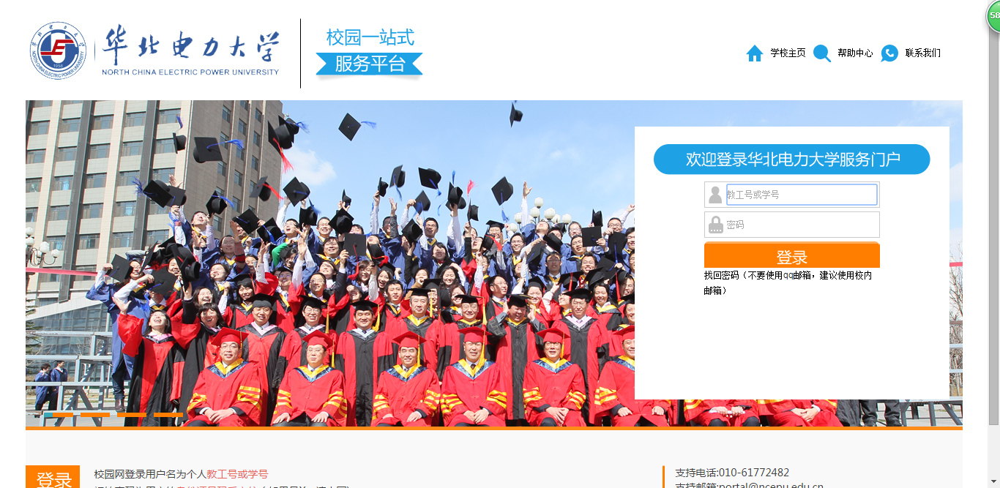 华北电力大学
NORTH CHINA ELECTRIC POWER UNIVERSITY
校园一站式
服务平台
学校主页 帮助中心 联系我们
58
欢迎登录华北电力大学服务门户
教工号或学号
密码
登录
找回密码(不要使用qq邮箱,建议使用校内
邮箱)
登录
校园网登录用户名为个人教工号或学号
支持电话:010-61772482
支持邮箱:portal@ncepu.edu.cn